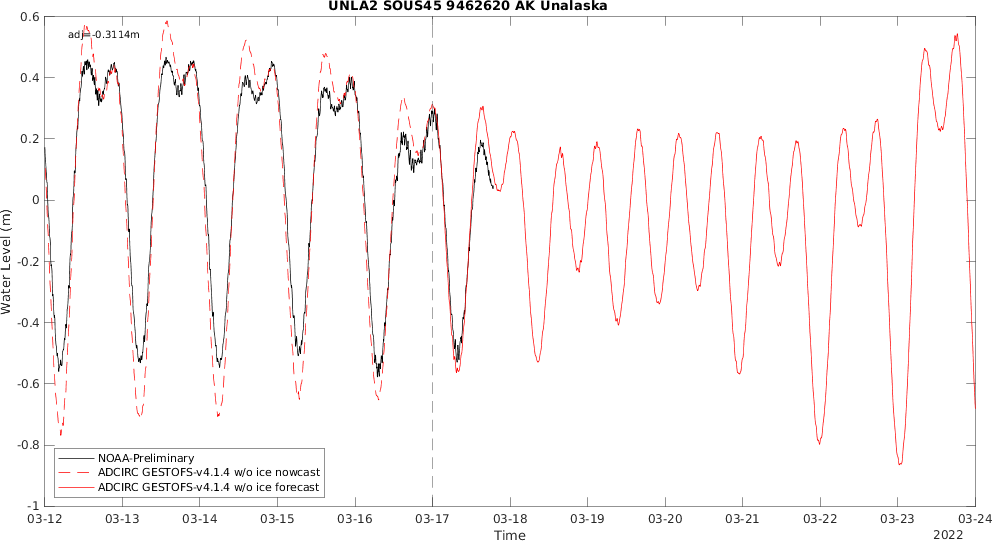 UNLA2 SOUS45 9462620 AK Unalaska
adj=-0.3114m
0.6
0.4
0.2
0
-0.2
-0.4
-0.6
-0.8
-1
Water Level (m)
NOAA-Preliminary
ADCIRC GESTOFS-v4.1.4 w/o ice nowcast
ADCIRC GESTOFS-v4.1.4 w/o ice forecast
03-12 03-13 03-14 03-15 03-16 03-17 03-18 03-19 03-20 03-21 03-22 03-23 03-24
Time
2022